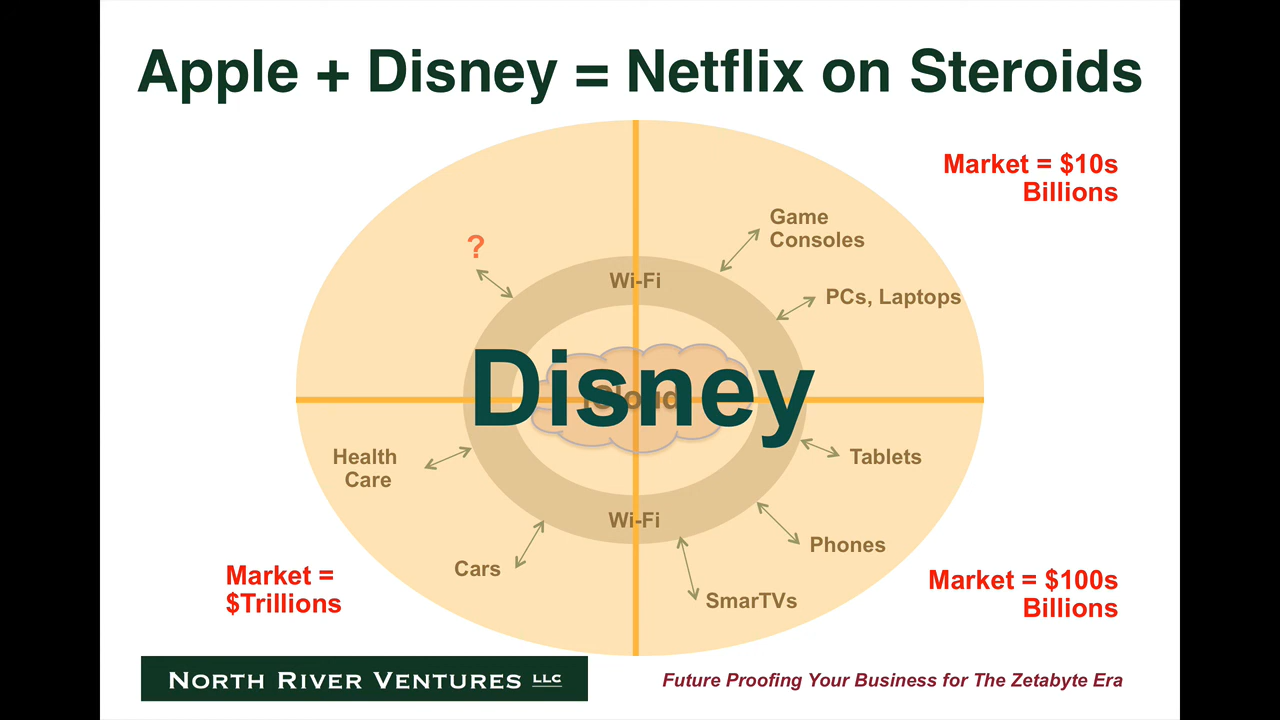 Apple + Disney = Netflix on Steroids
Market = $10s
Billions
Game
Consoles
?
Wi-Fi
PCs, Laptops
Disney
iCloud
Health
Care
Tablets
Wi-Fi
Phones
Cars
SmarTVs
Market =
$Trillions
Market = $100s
Billions
NORTH RIVER VENTURES LLC
Future Proofing Your Business for The Zetabyte Era